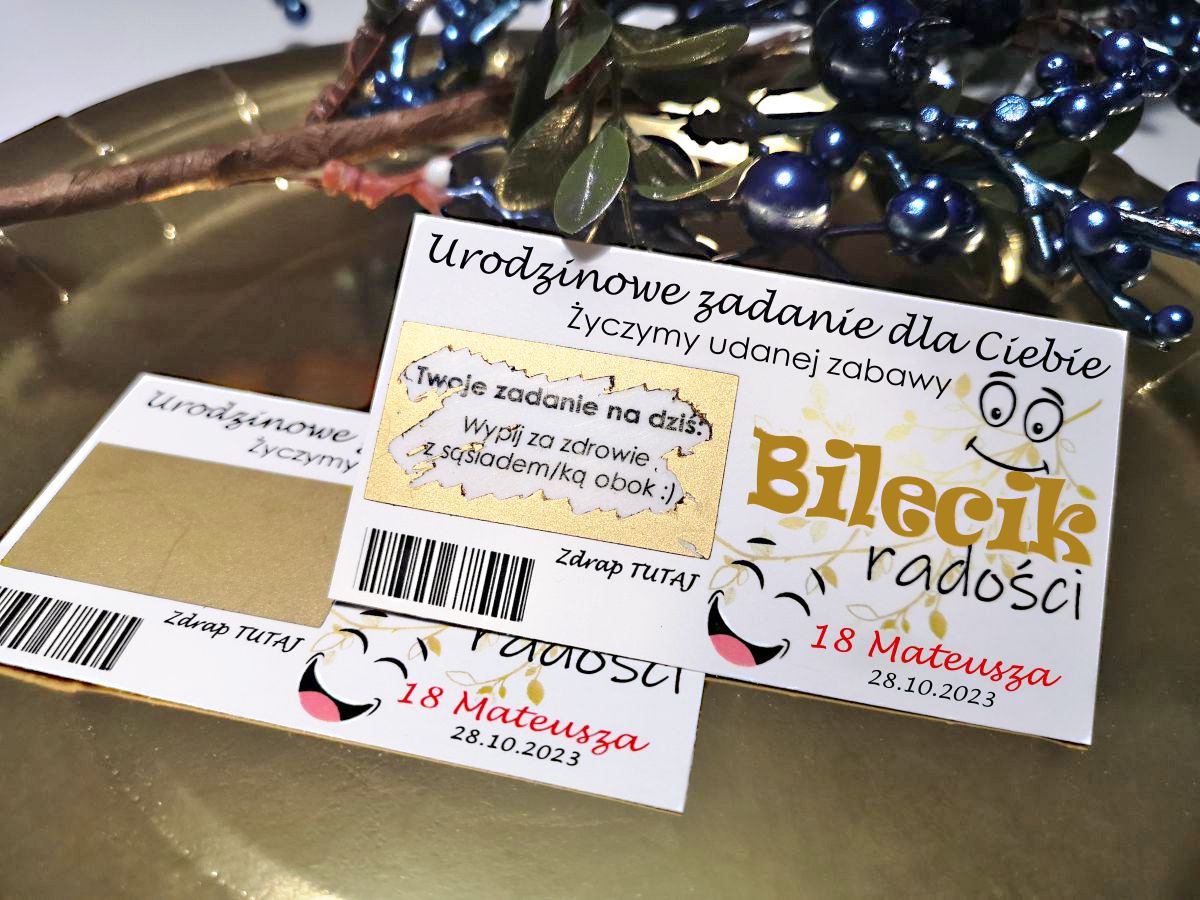 Urodzinowe zadanie dla Ciebie
Życzymy udanej zabawy
Twoje zadanie na dziś:
Wypij za zdrowie
z sąsiadem/ką obok :)
Zdrap TUTAJ
Bilecik
radości
18 Mateusza
28.10.2023
Urodzinowe
Życzymy
Zdrap TUTAJ
radości
18 Mateusza
28.10.2023